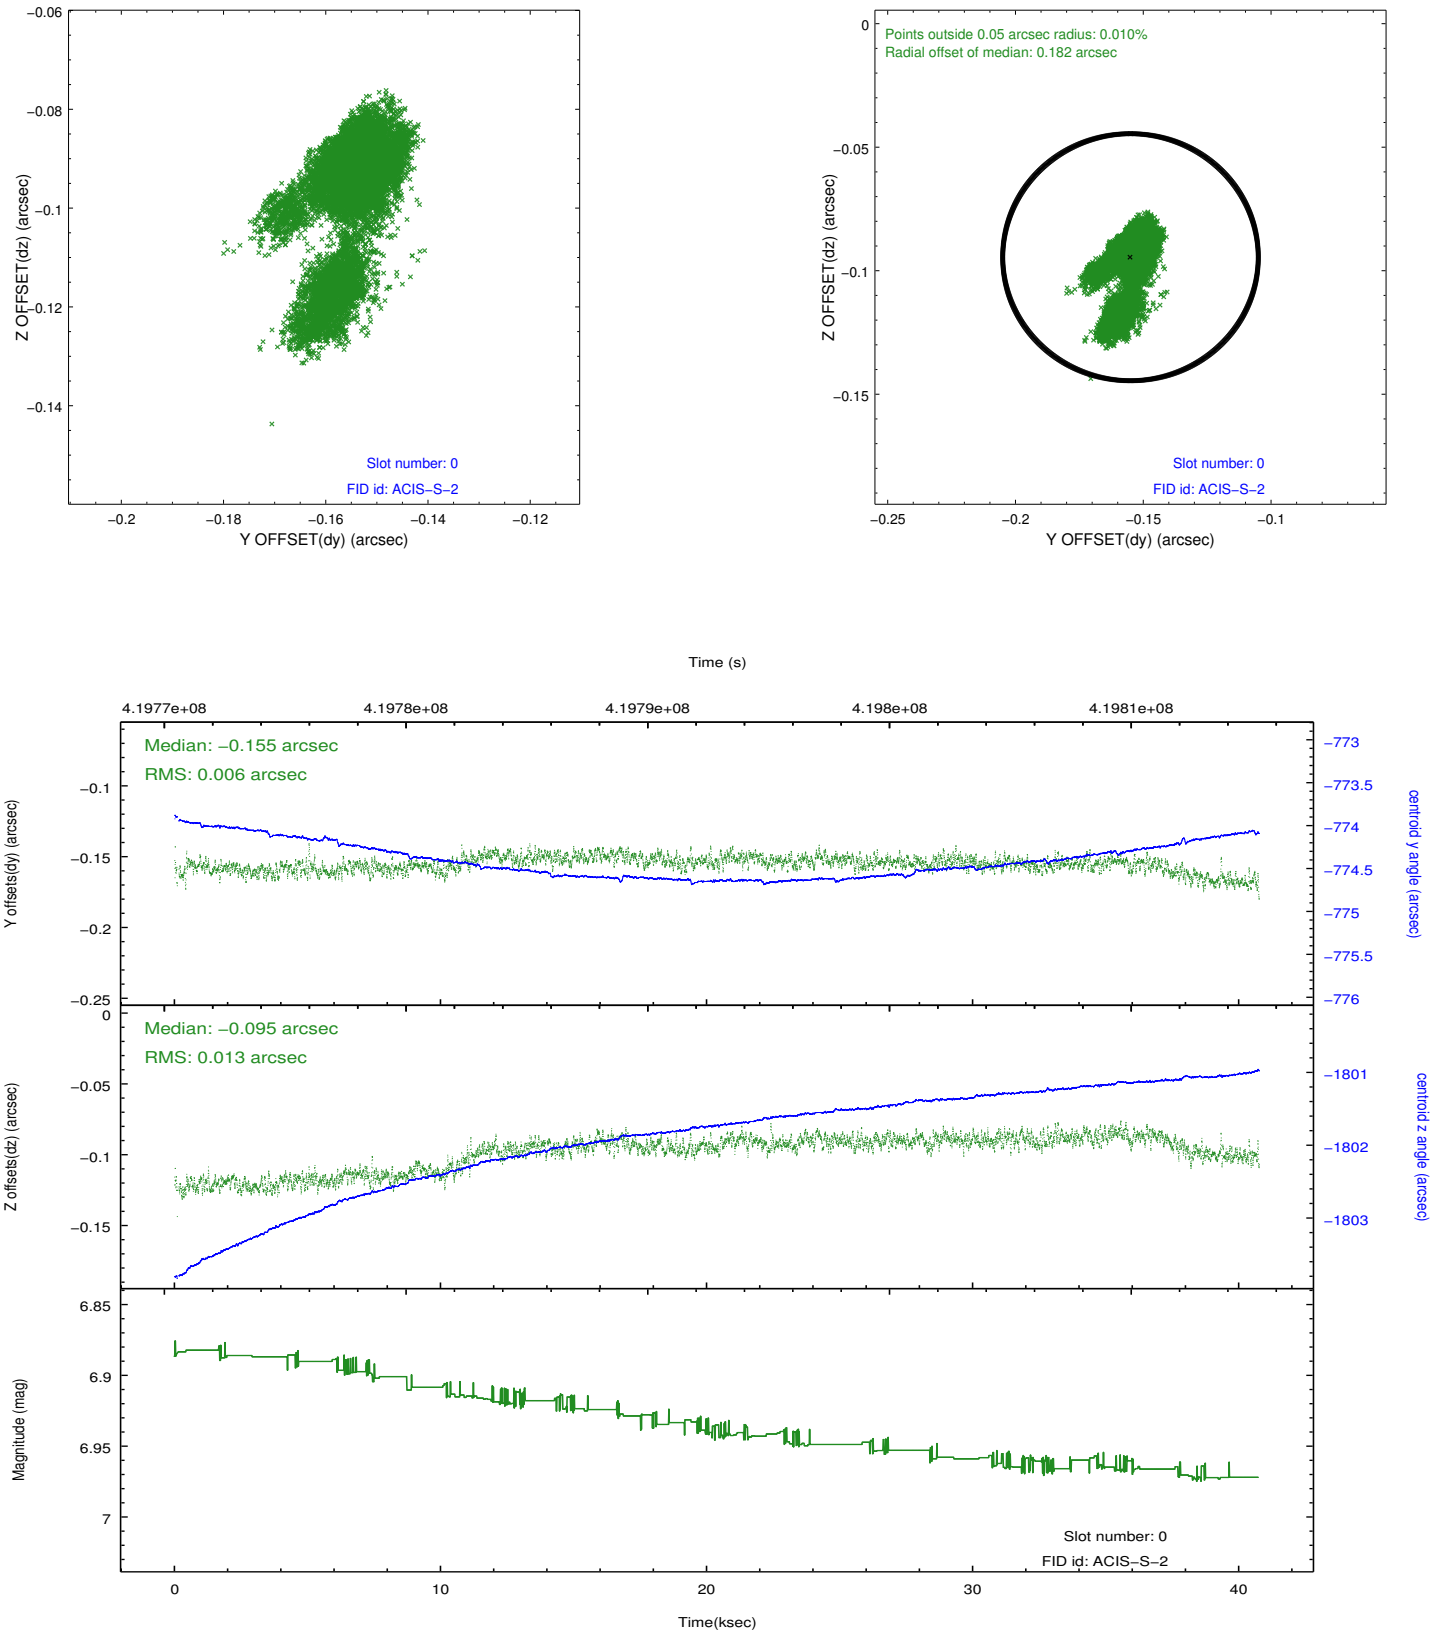 −0.06
−0.08
−0.1
−0.12
−0.14
Z OFFSET(dz) (arcsec)
Slot number: 0
FID id: ACIS−S−2
−0.2 −0.18 −0.16 −0.14 −0.12
Y OFFSET(dy) (arcsec)
0
−0.05
−0.1
−0.15
Z OFFSET(dz) (arcsec)
Points outside 0.05 arcsec radius: 0.010%
Radial offset of median: 0.182 arcsec
Slot number: 0
FID id: ACIS−S−2
−0.25 −0.2 −0.15 −0.1
Y OFFSET(dy) (arcsec)
Time (s)
4.1977e+08 4.1978e+08 4.1979e+08 4.198e+08 4.1981e+08
Median: −0.155 arcsec
RMS: 0.006 arcsec
−0.1
−0.15
−0.2
−0.25
Y offsets(dy) (arcsec)
−773
−773.5
−774
−774.5
−775
−775.5
−776
centroid y angle (arcsec)
Median: −0.095 arcsec
RMS: 0.013 arcsec
0
−0.05
−0.1
−0.15
Z offsets(dz) (arcsec)
−1801
−1802
−1803
centroid z angle (arcsec)
6.85
6.9
6.95
7
Magnitude (mag)
Slot number: 0
FID id: ACIS−S−2
0 10 20 30 40
Time(ksec)